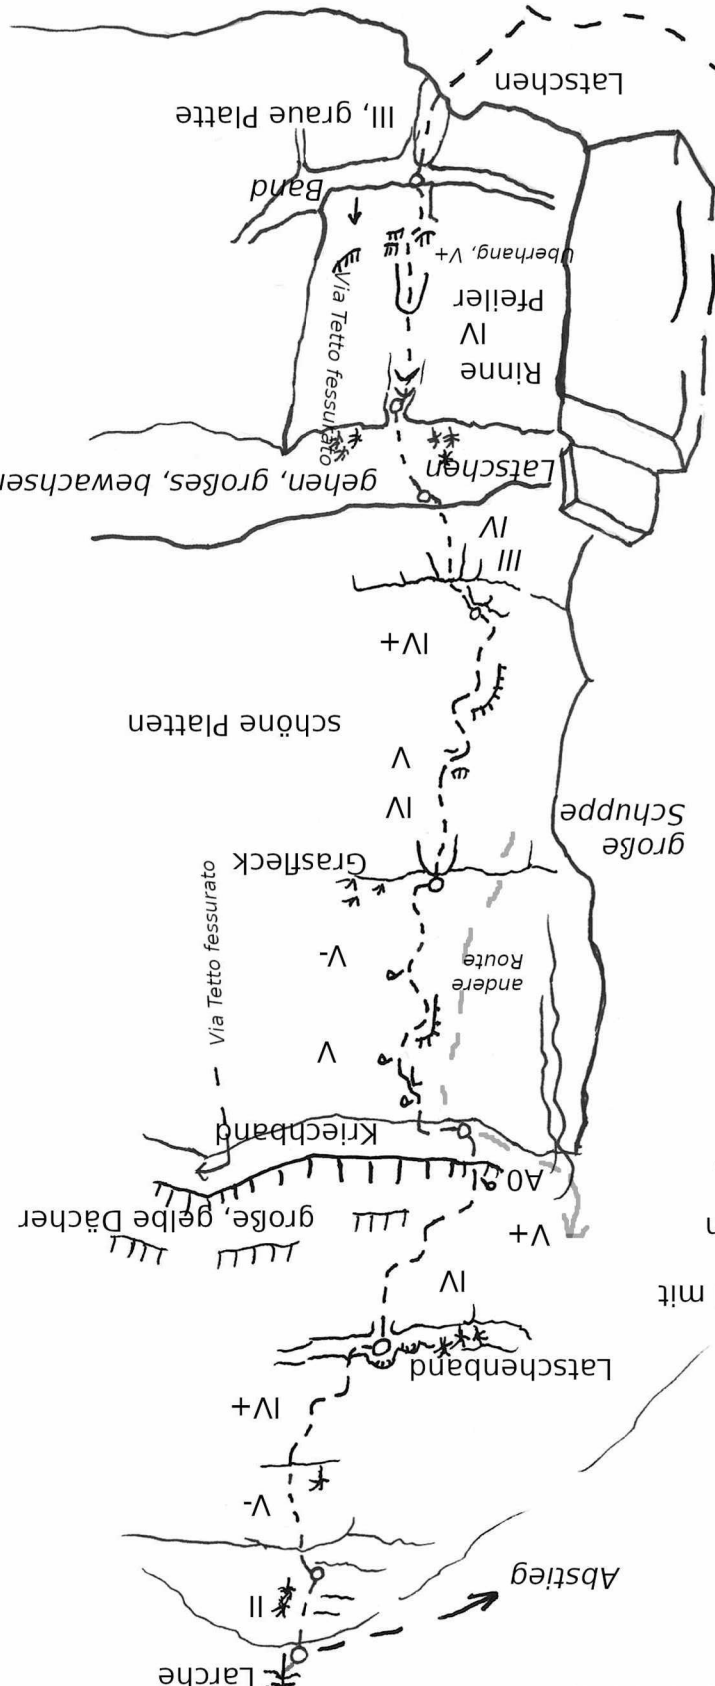 Larche
II
Abstieg
V-
IV+
Latschenband
IV
mit
V+
große, gelbe Dächer
A0
Kriechband
V
andere
Route
V-
Via Tetto fessurato
Grasfleck
große
Schuppe
IV
V
schöne Platten
IV+
III
IV
Latschen
gehen, großes, bewachsen
Rinne
IV
Pfeiler
Überhang, V+
Via Tetto fessurato
Band
III, graue Platte
Latschen